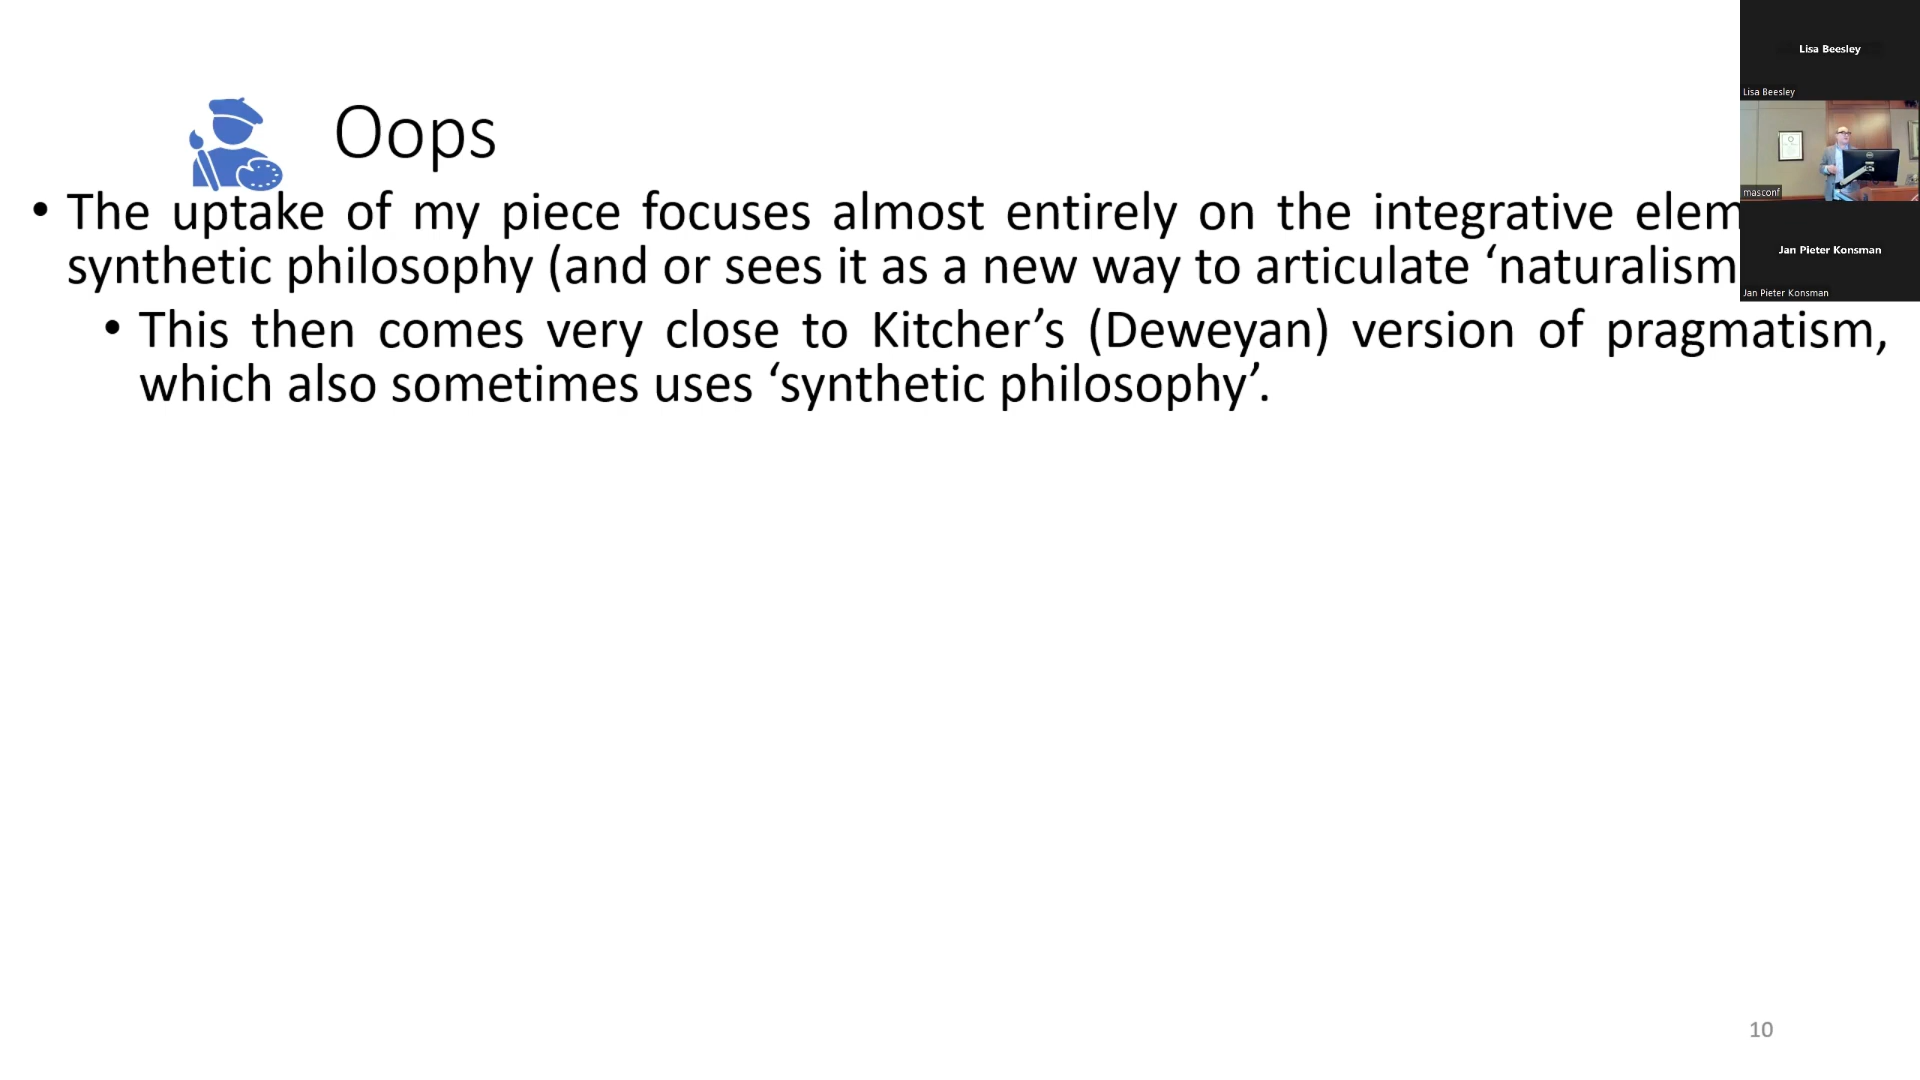 Oops
• The uptake of my piece focuses almost entirely on the integrative
synthetic philosophy (and or sees it as a new way to articulate ‘naturalism
• This then comes very close to Kitcher’s (Deweyan) version of pragmatism,
which also sometimes uses ‘synthetic philosophy’.
10
Lisa Beesley
Lisa Beesley
masconf
Jan Pieter Konsman
Jan Pieter Konsman